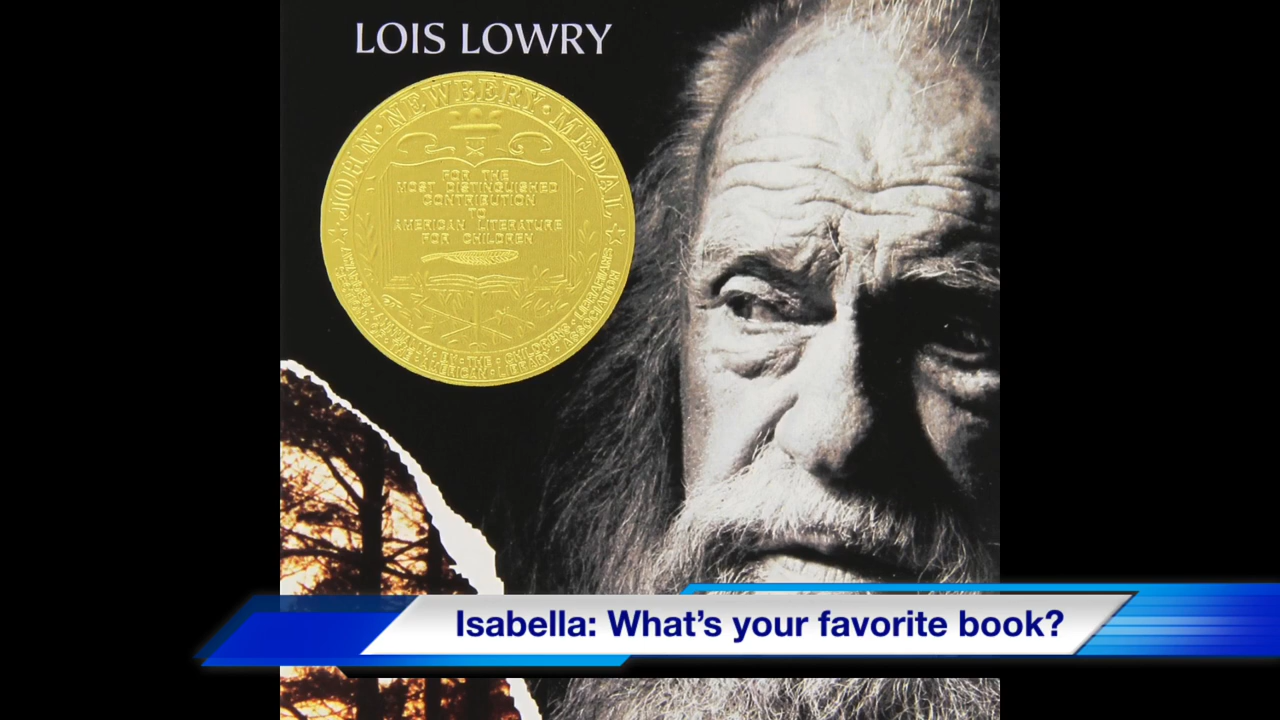 LOIS LOWRY
JOHN · NEWBERY · MEDAL
FOR THE
MOST DISTINGUISHED
CONTRIBUTION
TO
AMERICAN LITERATURE
FOR CHILDREN
Isabella: What's your favorite book?